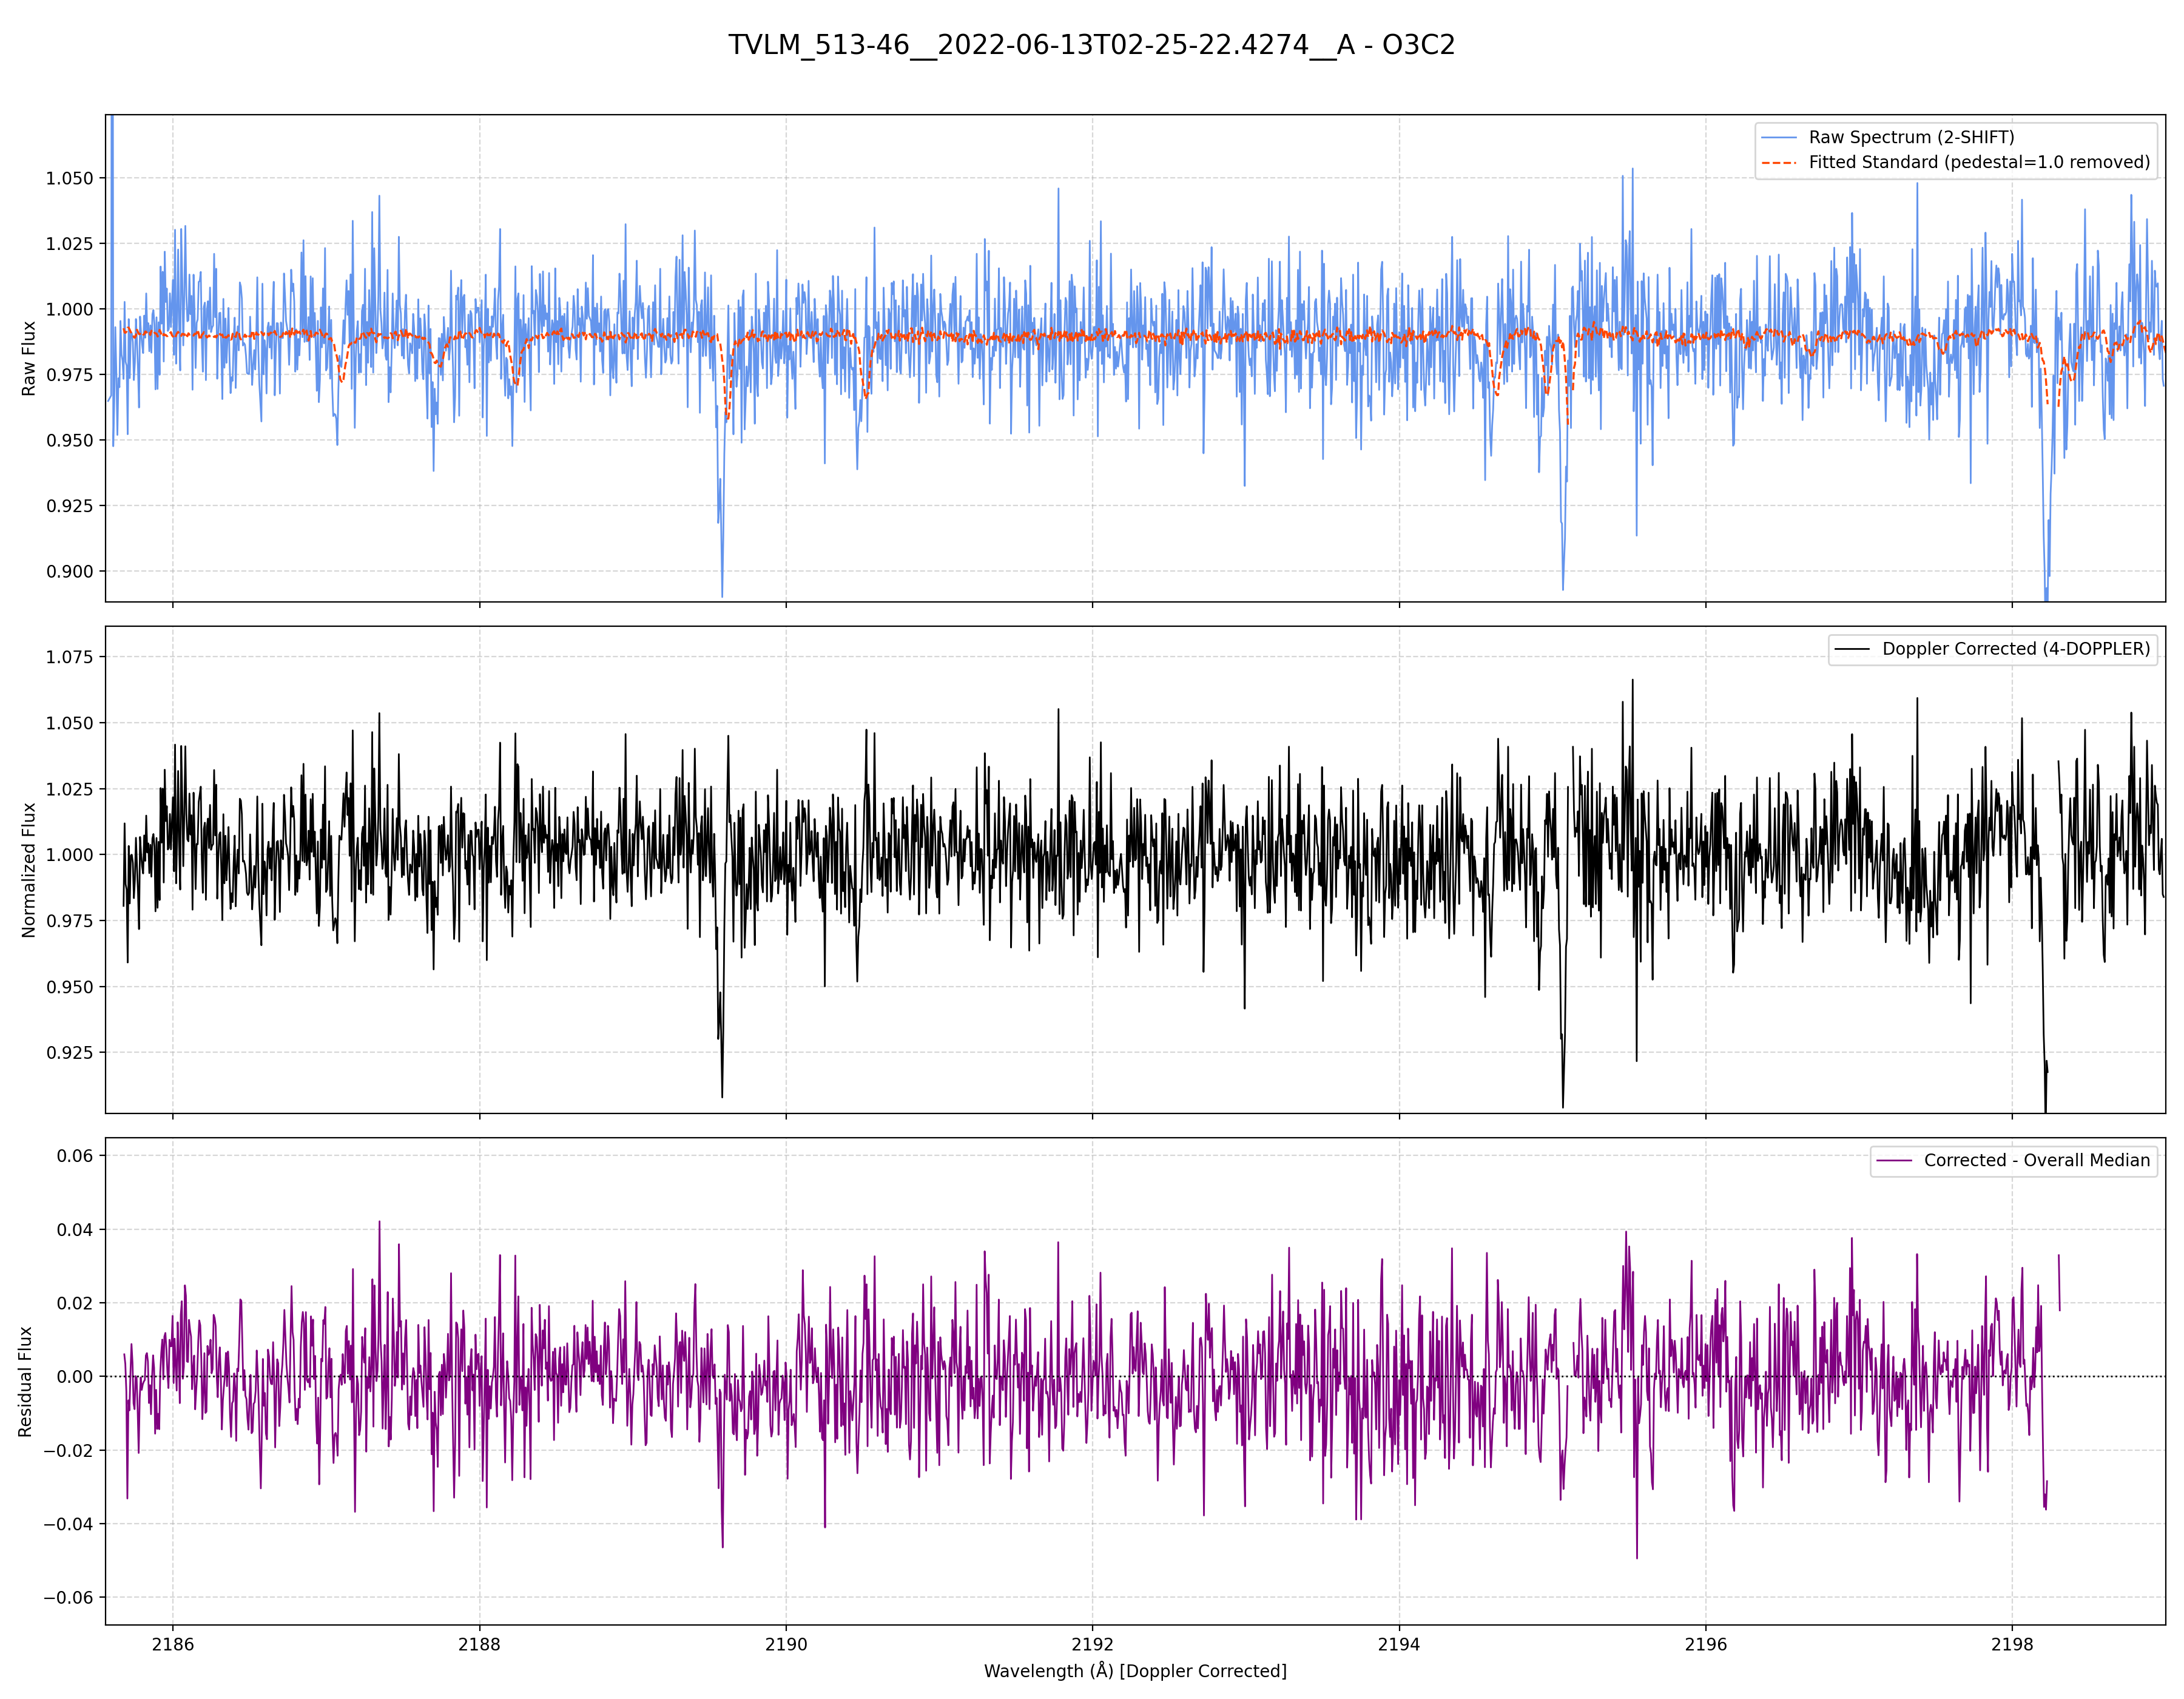 TVLM_513-46__2022-06-13T02-25-22.4274__A - O3C2
Raw Spectrum (2-SHIFT)
Fitted Standard (pedestal=1.0 removed)
Raw Flux
1.050
1.025
1.000
0.975
0.950
0.925
0.900
Doppler Corrected (4-DOPPLER)
Normalized Flux
1.075
1.050
1.025
1.000
0.975
0.950
0.925
Corrected - Overall Median
Residual Flux
0.06
0.04
0.02
0.00
−0.02
−0.04
−0.06
2186 2188 2190 2192 2194 2196 2198
Wavelength (Å) [Doppler Corrected]